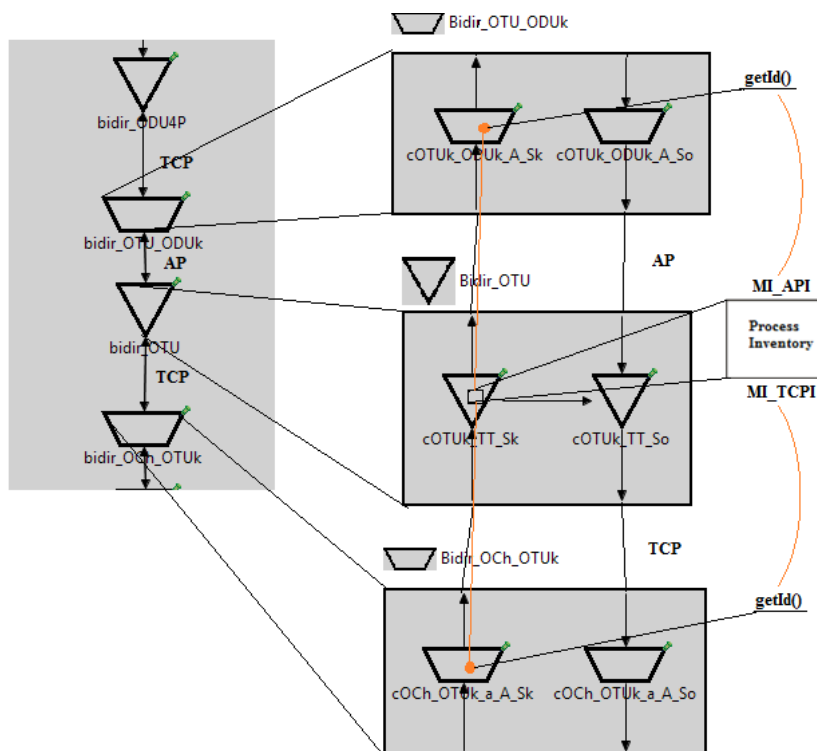 Bidir_OTU_ODUk
bidir_ODU4P
TCP
getId()
cOTUk_ODUk_A_Sk
cOTUk_ODUk_A_So
bidir_OTU_ODUk
AP
AP
Bidir_OTU
MI_API
Process
Inventory
bidir_OTU
TCP
MI_TCPI
cOTUk_TT_Sk
cOTUk_TT_So
bidir_OCh_OTUk
TCP
Bidir_OCh_OTUk
getId()
cOCh_OTUk_a_A_Sk
cOCh_OTUk_a_A_So